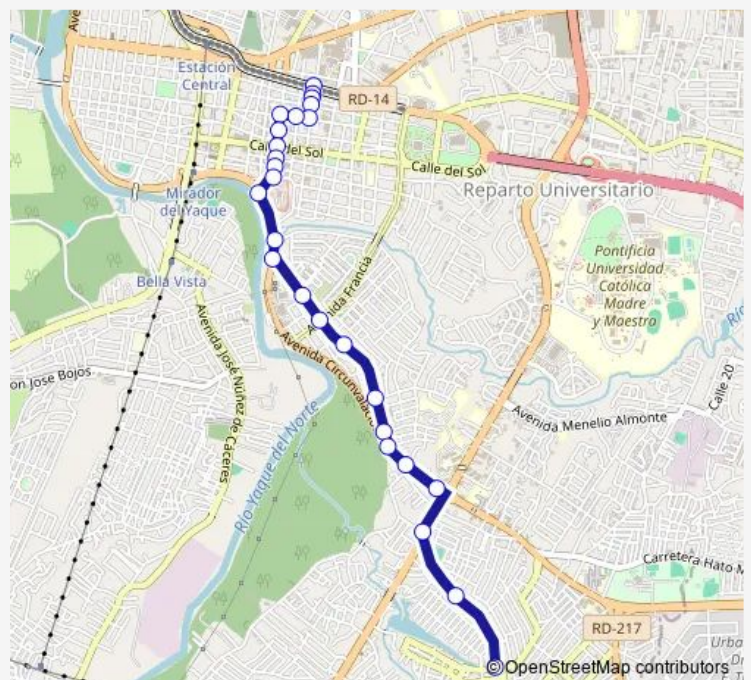 Estación
Central
RD-14
Calle del Sol
Calle del Sol
Mirador
del Yaque
Reparto Universitario
Pontificia
Universidad
Católica
Madre
y Maestra
Bella Vista
Avenida Francia
Avenida José Núñez de Cáceres
Avenida Circunvalación
on Jose Bojos
Calle 20
Avenida Menelio Almonte
Río Yaque del Norte
Carretera Hato M
RD-217
Urba
© OpenStreetMap contributors